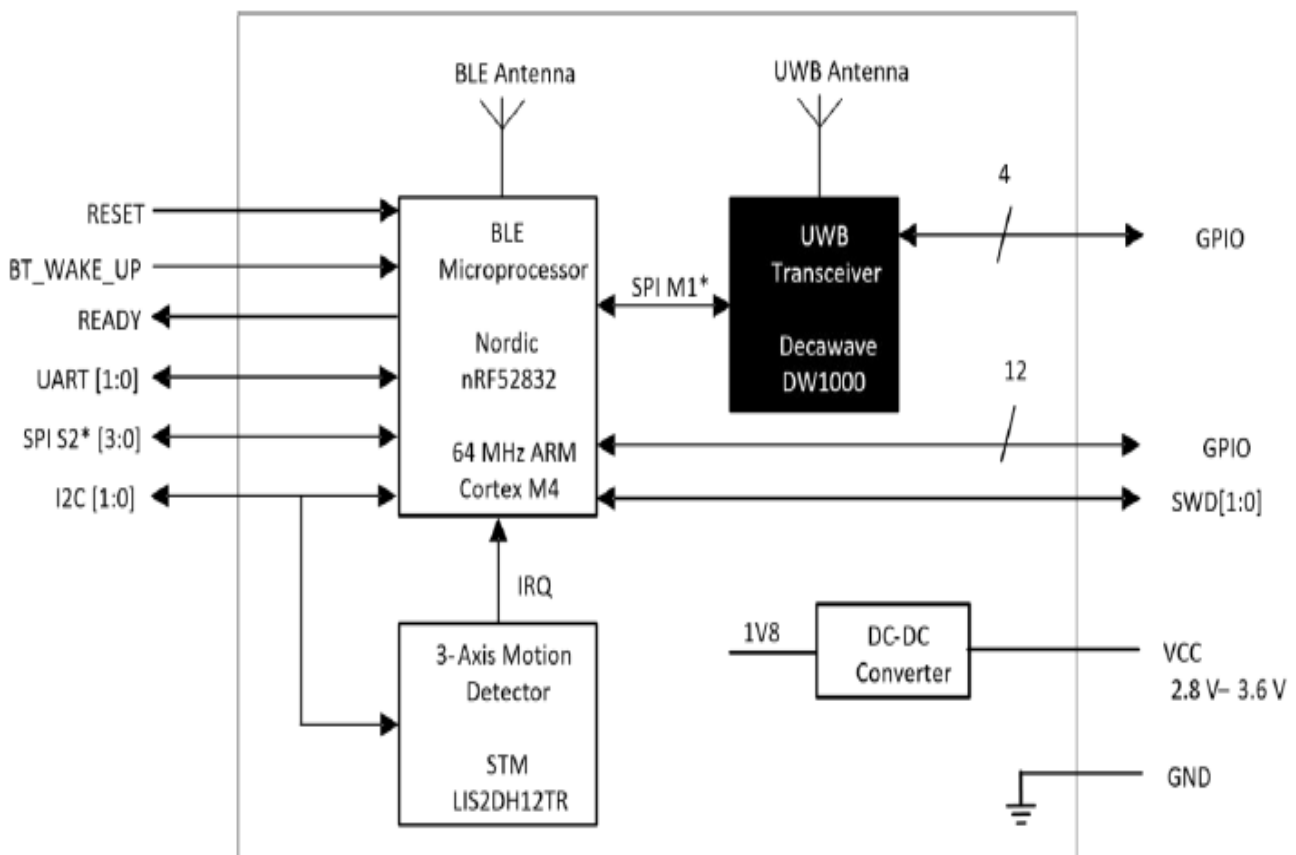 BLE Antenna
UWB Antenna
RESET
BT_WAKE_UP
READY
UART [1:0]
SPI S2* [3:0]
I2C [1:0]
BLE
Microprocessor
Nordic
nRF52832
64 MHz ARM
Cortex M4
SPI M1*
UWB
Transceiver
Decawave
DW1000
4
GPIO
12
GPIO
SWD[1:0]
IRQ
3-Axis Motion
Detector
STM
LIS2DH12TR
1V8
DC-DC
Converter
VCC
2.8 V– 3.6 V
GND